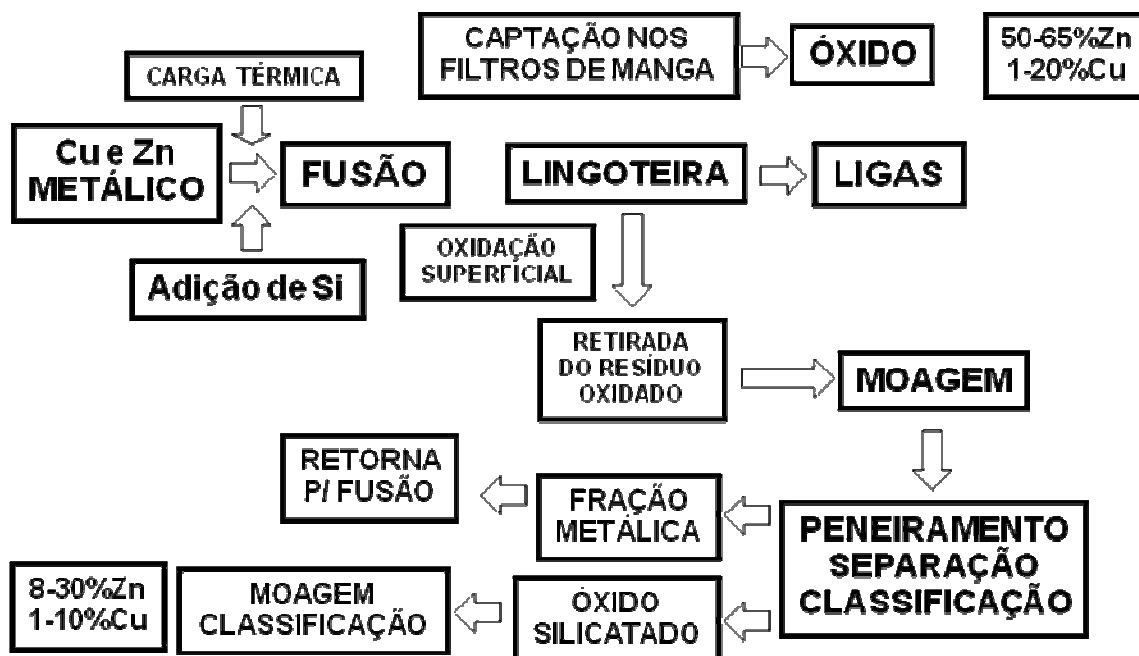 CAPTAÇÃO NOS
FILTROS DE MANGA
ÓXIDO
50-65%Zn
1-20%Cu
CARGA TÉRMICA
Cu e Zn
METÁLICO
FUSÃO
LINGOTEIRA
LIGAS
Adição de Si
OXIDAÇÃO
SUPERFICIAL
RETIRADA
DO RESÍDUO
OXIDADO
MOAGEM
RETORNA
P/ FUSÃO
FRAÇÃO
METÁLICA
PENEIRAMENTO
SEPARAÇÃO
CLASSIFICAÇÃO
8-30%Zn
1-10%Cu
MOAGEM
CLASSIFICAÇÃO
ÓXIDO
SILICATADO